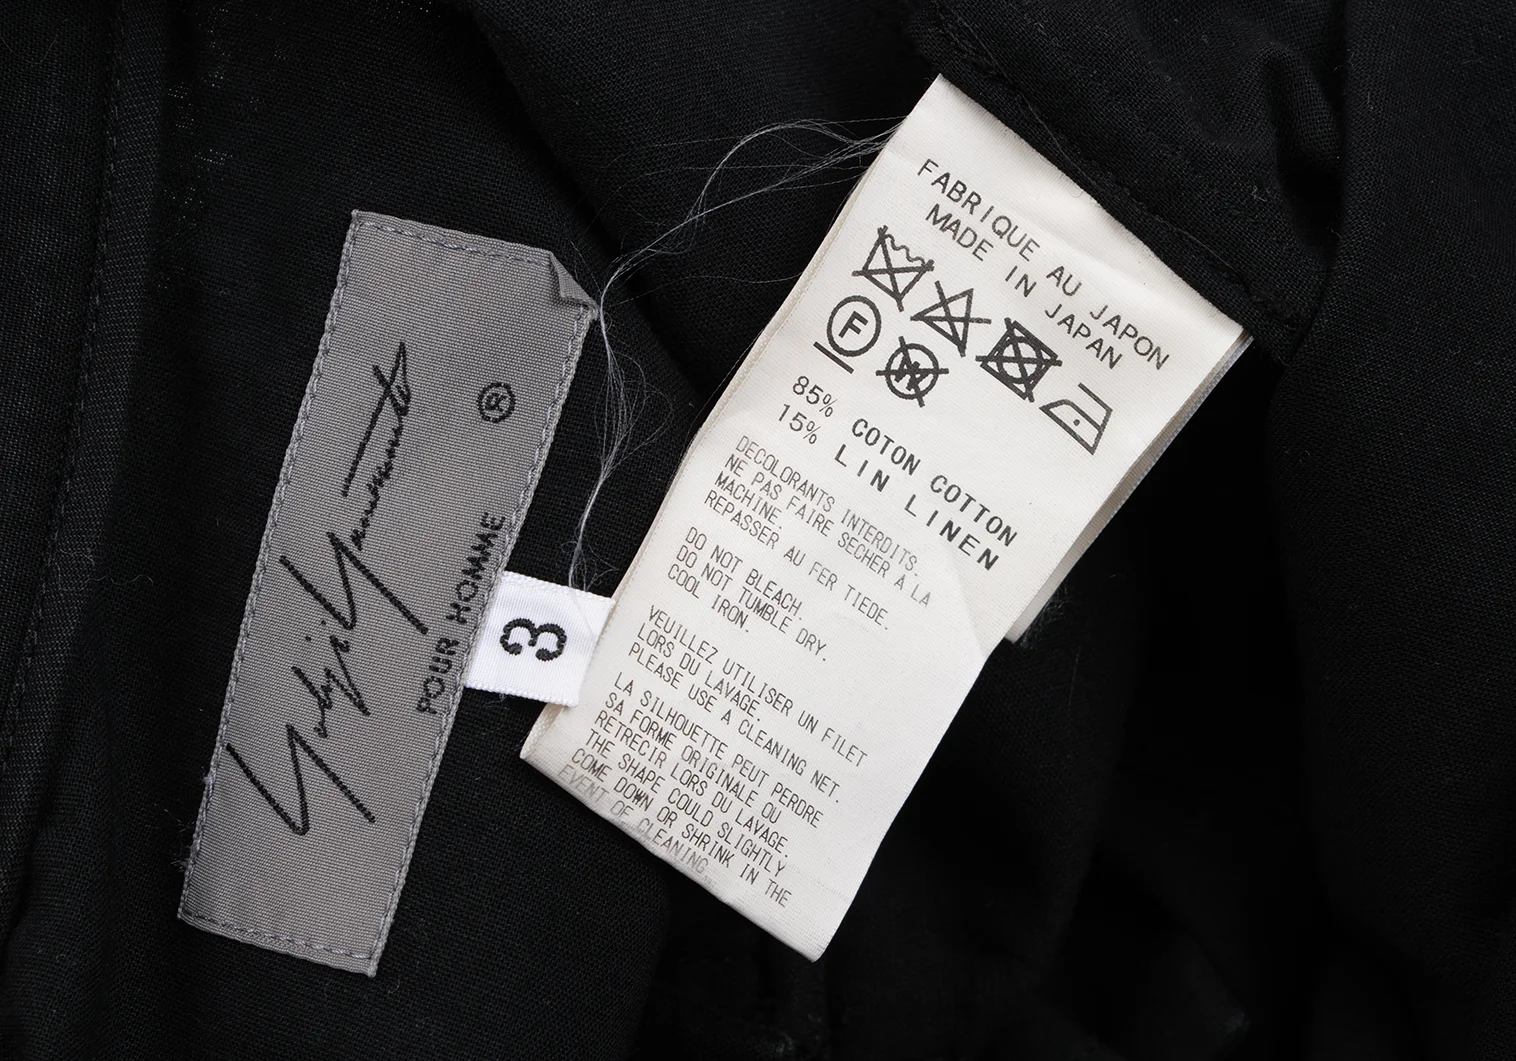 Yohji Yamamoto
®
POUR HOMME
3
FABRIQUE AU JAPON
MADE IN JAPAN
F
W
85% COTON COTTON
15% LIN LINEN
DECOLORANTS INTERDITS.
NE PAS FAIRE SECHER A LA
MACHINE.
REPASSER AU FER TIEDE.
DO NOT BLEACH.
DO NOT TUMBLE DRY.
COOL IRON.
VEUILLEZ UTILISER UN FILET
LORS DU LAVAGE.
PLEASE USE A CLEANING NET.
LA SILHOUETTE PEUT PERDRE
SA FORME ORIGINALE OU
RETRECIR LORS DU LAVAGE.
THE SHAPE COULD SLIGHTLY
COME DOWN OR SHRINK IN THE
EVENT OF CLEANING.